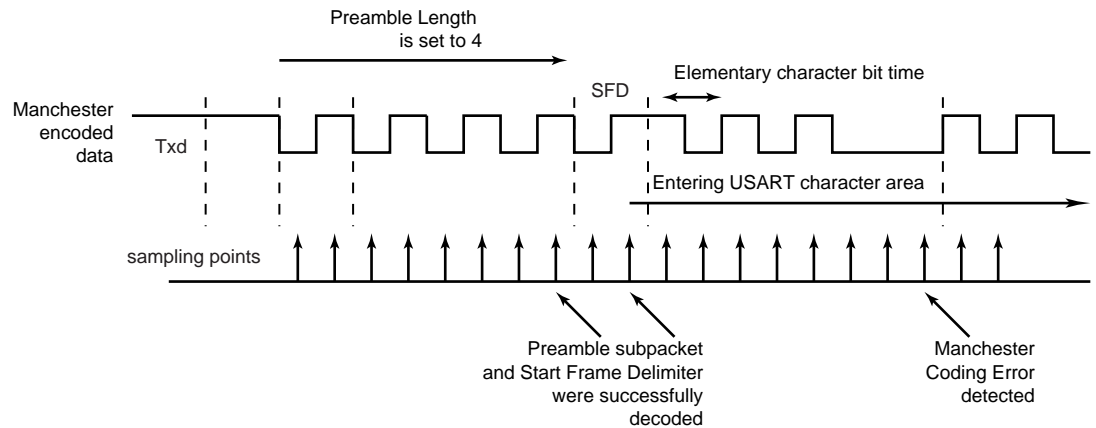 Preamble Length
is set to 4
SFD
Elementary character bit time
Manchester
encoded
data
Txd
Entering USART character area
sampling points
Preamble subpacket
and Start Frame Delimiter
were successfully
decoded
Manchester
Coding Error
detected